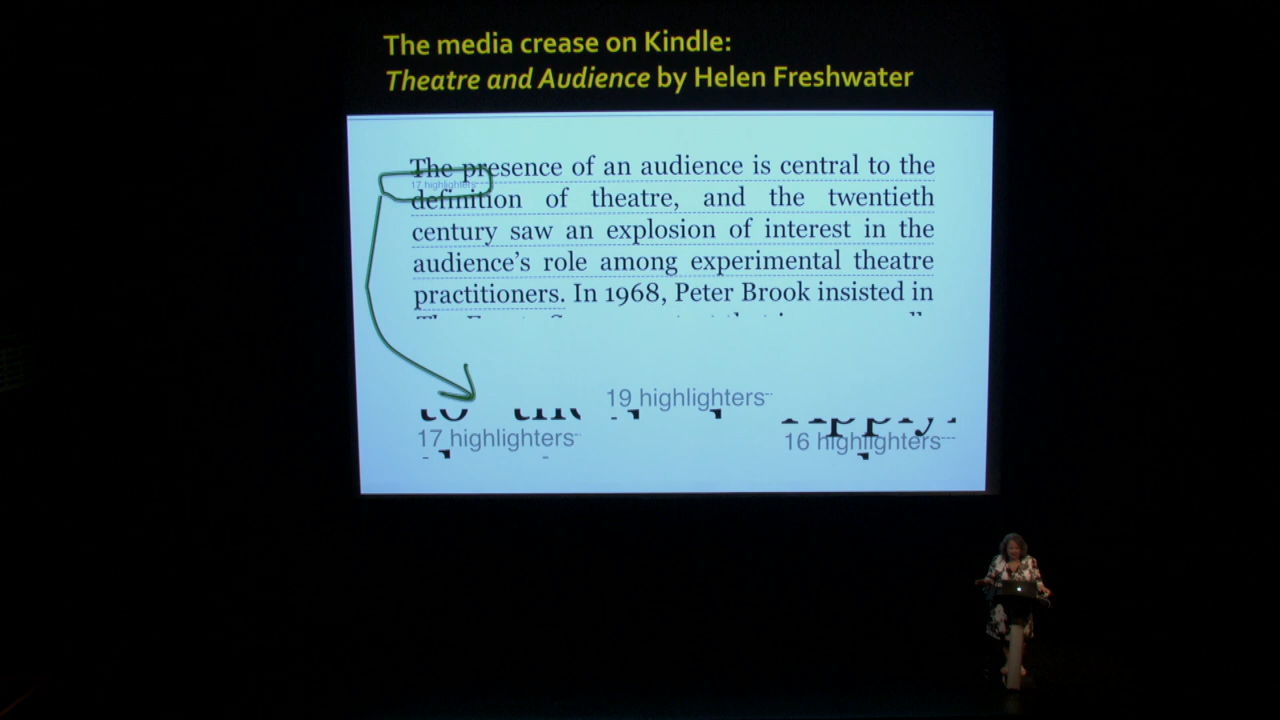 The media crease on Kindle:
Theatre and Audience by Helen Freshwater
The presence of an audience is central to the
17 highlighters
definition of theatre, and the twentieth
century saw an explosion of interest in the
audience's role among experimental theatre
practitioners. In 1968, Peter Brook insisted in
19 highlighters
17 highlighters
16 highlighters